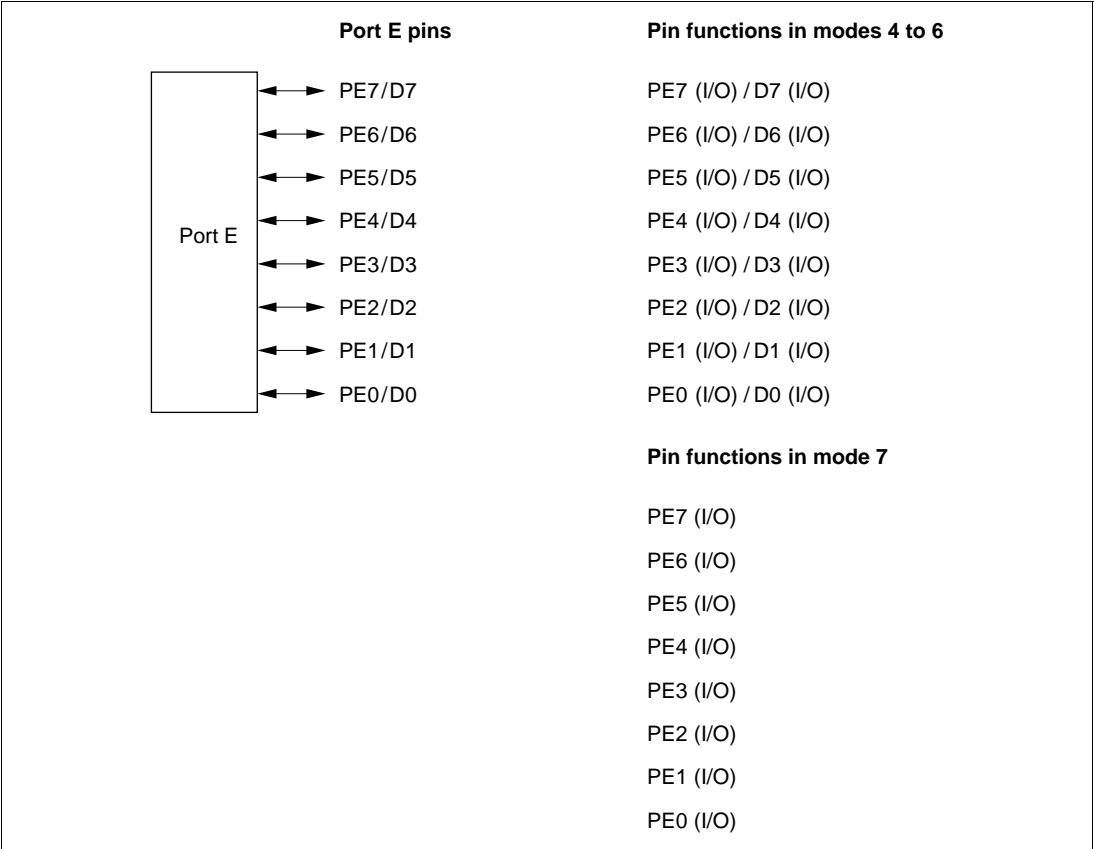 Port E pins Pin functions in modes 4 to 6
PE7/D7 PE7 (I/O) / D7 (I/O)
PE6/D6 PE6 (I/O) / D6 (I/O)
PE5/D5 PE5 (I/O) / D5 (I/O)
PE4/D4 PE4 (I/O) / D4 (I/O)
Port E
PE3/D3 PE3 (I/O) / D3 (I/O)
PE2/D2 PE2 (I/O) / D2 (I/O)
PE1/D1 PE1 (I/O) / D1 (I/O)
PE0/D0 PE0 (I/O) / D0 (I/O)
Pin functions in mode 7
PE7 (I/O)
PE6 (I/O)
PE5 (I/O)
PE4 (I/O)
PE3 (I/O)
PE2 (I/O)
PE1 (I/O)
PE0 (I/O)